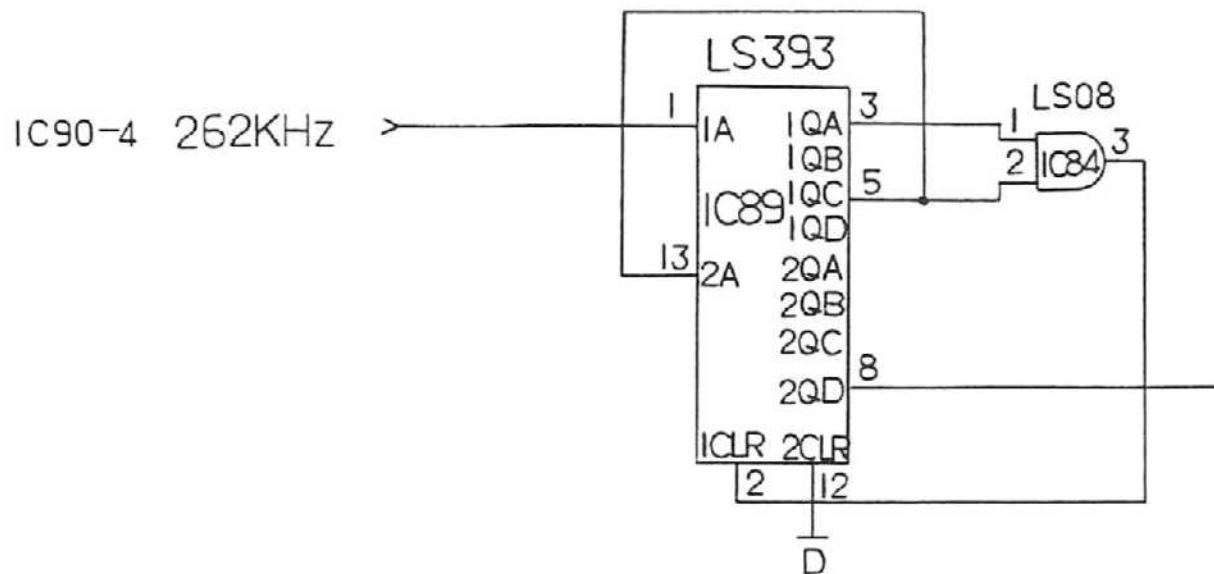 LS393
LS08
IC90-4 262KHz
1
1A
1QA
3
1
3
1QB
2
IC84
1QC
5
IC89
1QD
13
2A
2QA
2QB
2QC
2QD
8
1CLR
2CLR
2
12
D